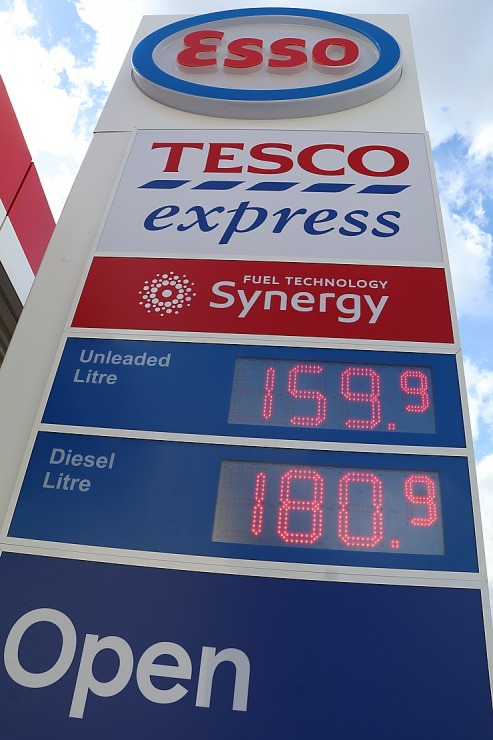 Esso
TESCO
express
FUEL TECHNOLOGY
Synergy
Unleaded
Litre
159.9
Diesel
Litre
180.9
Open